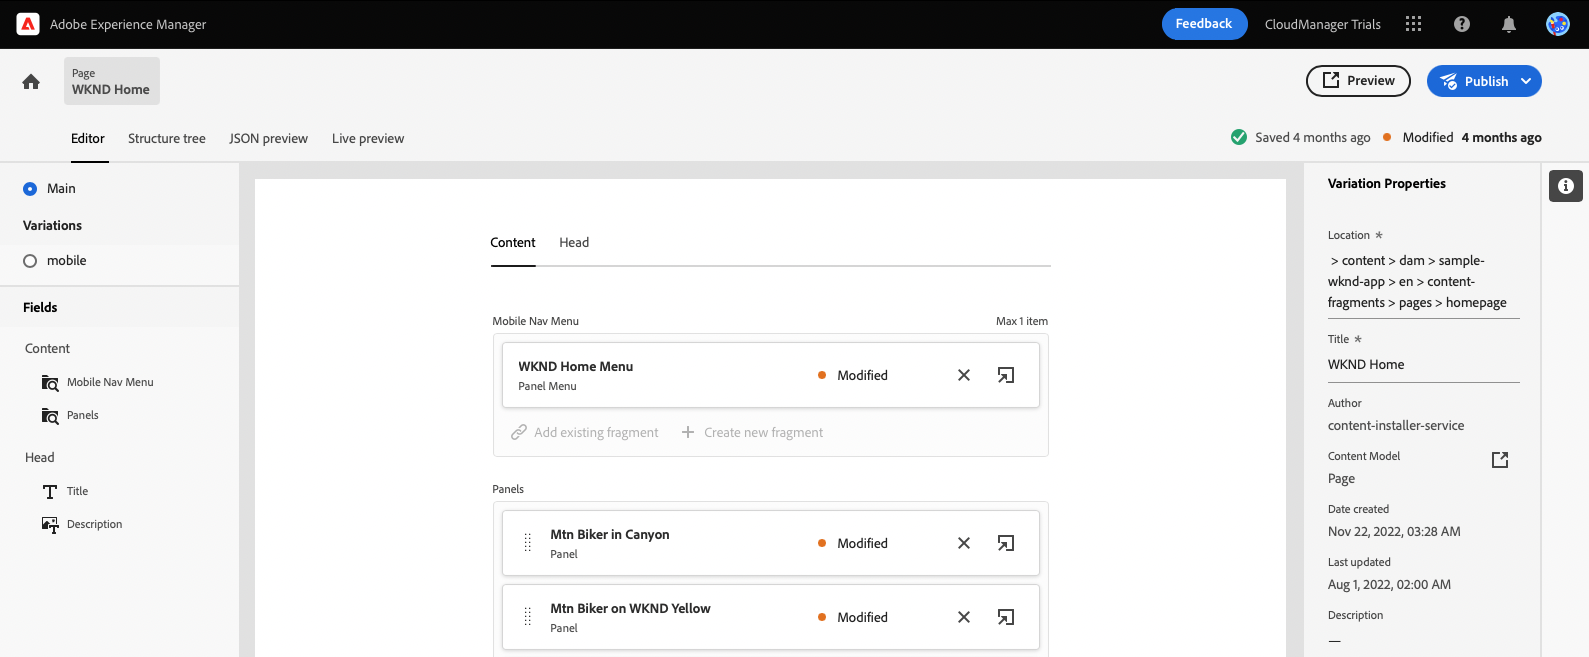 Adobe Experience Manager
Feedback
CloudManager Trials
Page
WKND Home
Preview
Publish
Editor
Structure tree
JSON preview
Live preview
Saved 4 months ago
Modified 4 months ago
Main
Variations
mobile
Fields
Content
Mobile Nav Menu
Panels
Head
Title
Description
Content
Head
Mobile Nav Menu
Max 1 item
WKND Home Menu
Panel Menu
Modified
Add existing fragment
Create new fragment
Panels
Mtn Biker in Canyon
Panel
Modified
Mtn Biker on WKND Yellow
Panel
Modified
Variation Properties
Location *
> content > dam > sample-
wknd-app > en > content-
fragments > pages > homepage
Title *
WKND Home
Author
content-installer-service
Content Model
Page
Date created
Nov 22, 2022, 03:28 AM
Last updated
Aug 1, 2022, 02:00 AM
Description
—